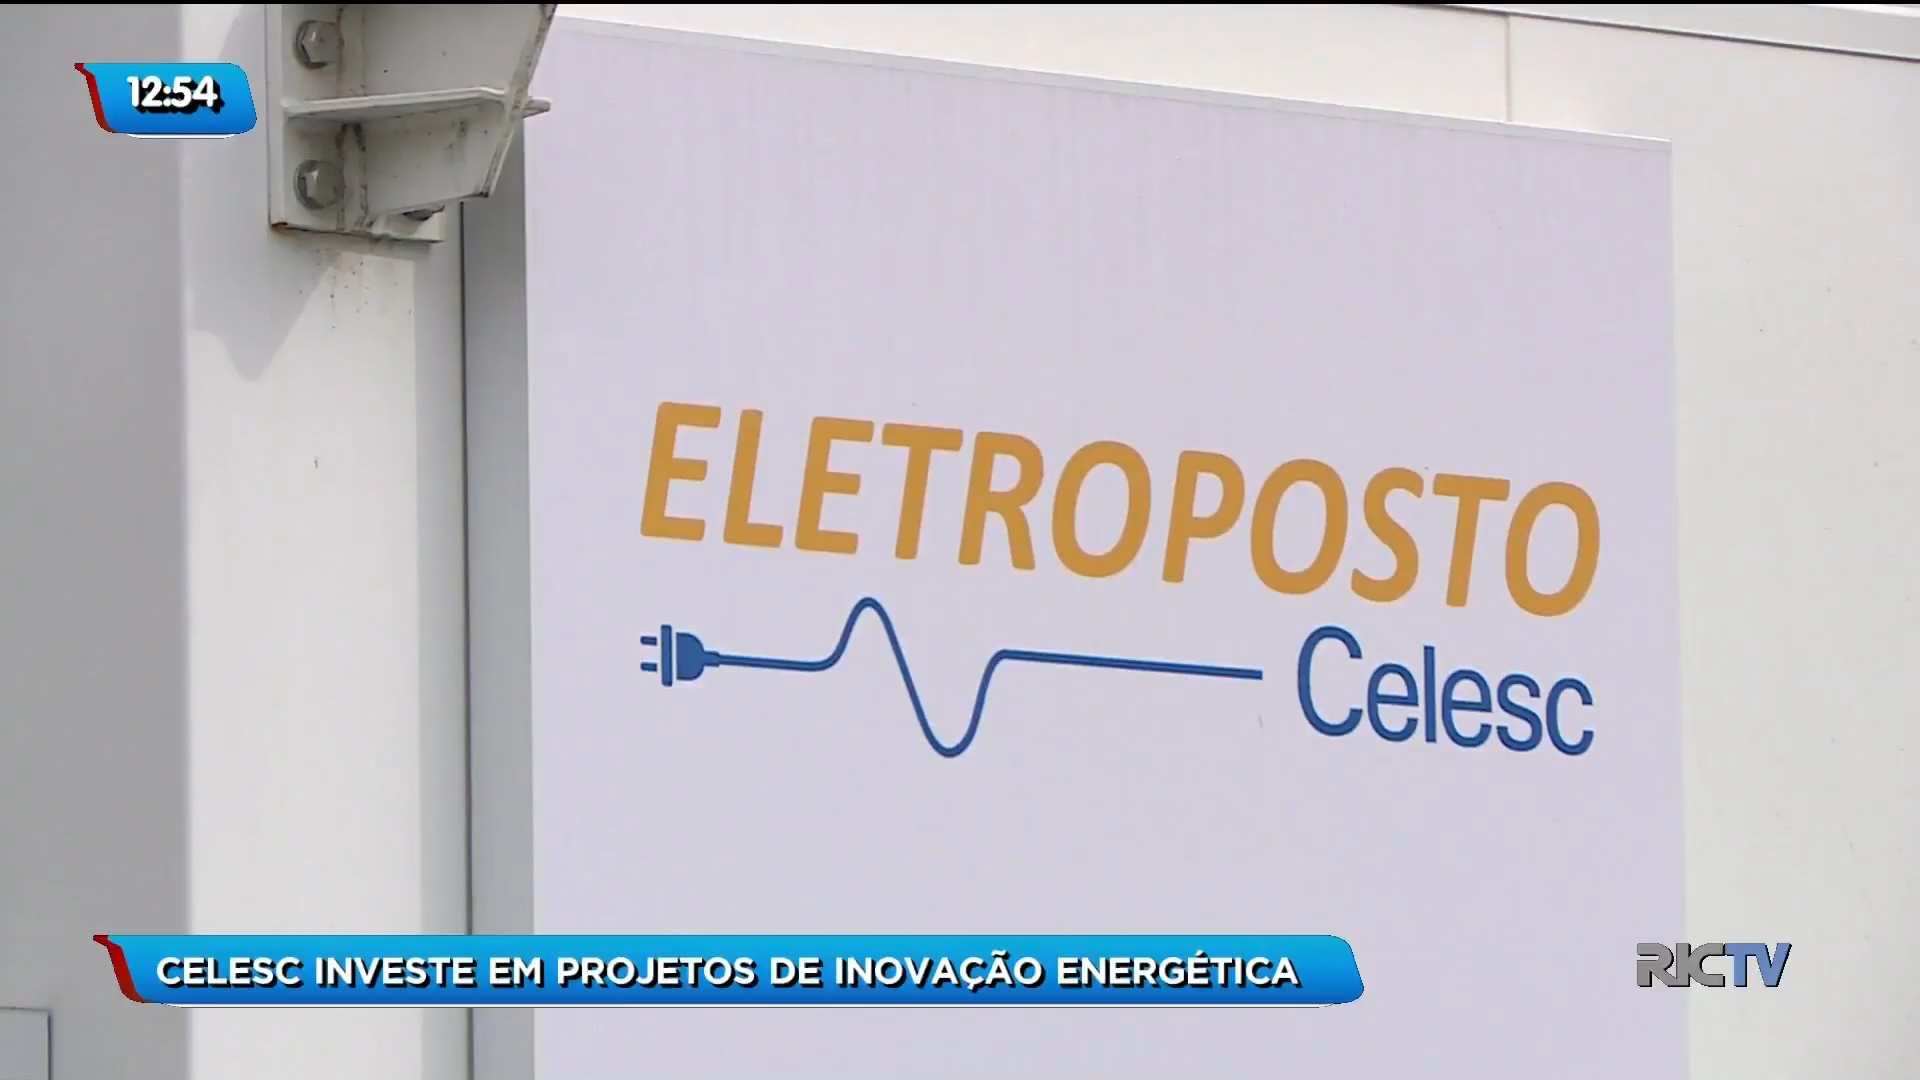 12:54
ELETROPOSTO
Celesc
CELESC INVESTE EM PROJETOS DE INOVAÇÃO ENERGÉTICA
RICTV